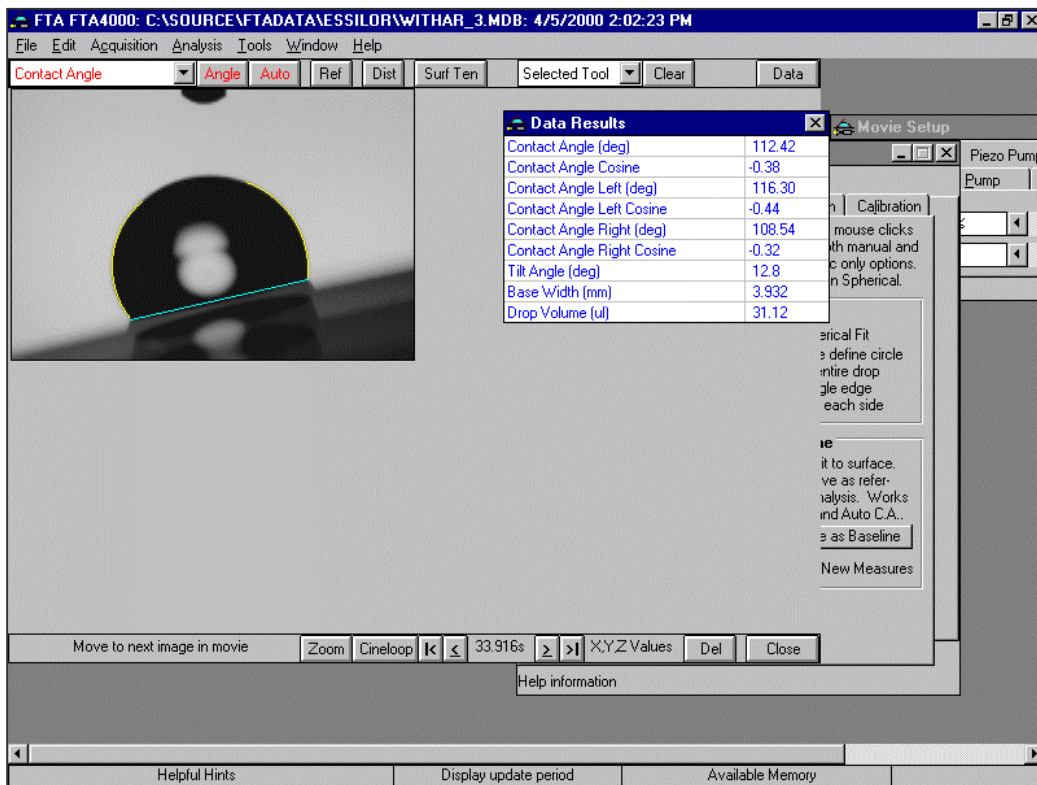 FTA FTA4000: C:\SOURCE\FTADATA\ESSILOR\WITHAR_3.MDB: 4/5/2000 2:02:23 PM
File Edit Acquisition Analysis Tools Window Help
Contact Angle Angle Auto Ref Dist Surf Ten Selected Tool Clear Data
Data Results
Contact Angle (deg) 112.42
Contact Angle Cosine -0.38
Contact Angle Left (deg) 116.30
Contact Angle Left Cosine -0.44
Contact Angle Right (deg) 108.54
Contact Angle Right Cosine -0.32
Tilt Angle (deg) 12.8
Base Width (mm) 3.932
Drop Volume (ul) 31.12
Movie Setup
Piezo Pump
Pump
Calibration
mouse clicks
manual and
only options.
n Spherical.
erical Fit
e define circle
entire drop
gle edge
each side
ne
it to surface.
ve as refer-
nalysis. Works
and Auto C.A..
e as Baseline
New Measures
Move to next image in movie Zoom Cineloop |< < 33.916s > >| X,Y,Z Values Del Close
Help information
Helpful Hints Display update period Available Memory